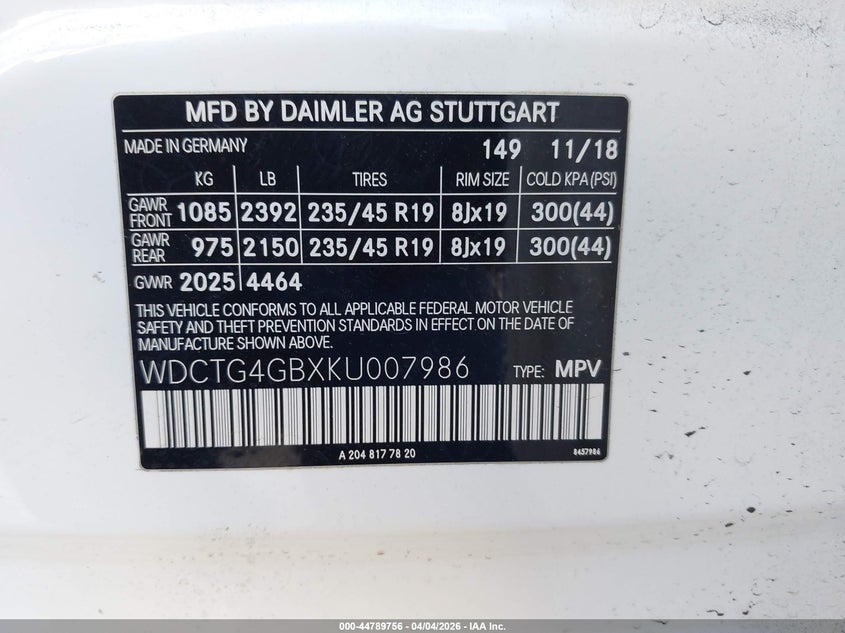 MFD BY DAIMLER AG STUTTGART
MADE IN GERMANY 149 11/18
KG LB TIRES RIM SIZE COLD KPA (PSI)
GAWR FRONT 1085 2392 235/45 R19 8Jx19 300(44)
GAWR REAR 975 2150 235/45 R19 8Jx19 300(44)
GVWR 2025 4464
THIS VEHICLE CONFORMS TO ALL APPLICABLE FEDERAL MOTOR VEHICLE
SAFETY AND THEFT PREVENTION STANDARDS IN EFFECT ON THE DATE OF
MANUFACTURE SHOWN ABOVE.
WDCTG4GBXKU007986 TYPE: MPV
A 204 817 78 20 8457986
000-44789756 - 04/04/2026 - IAA Inc.